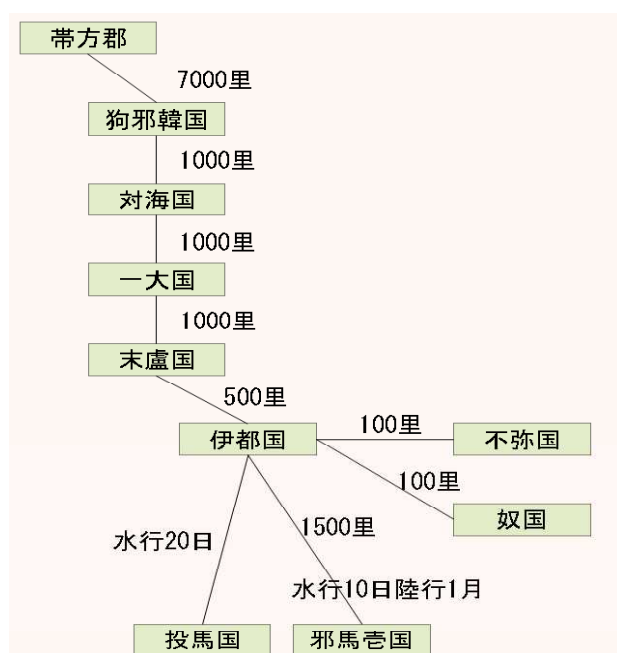 帯方郡
7000里
狗邪韓国
1000里
対海国
1000里
一大国
1000里
末盧国
500里
伊都国
100里
不弥国
100里
奴国
水行20日
1500里
水行10日陸行1月
投馬国
邪馬壱国